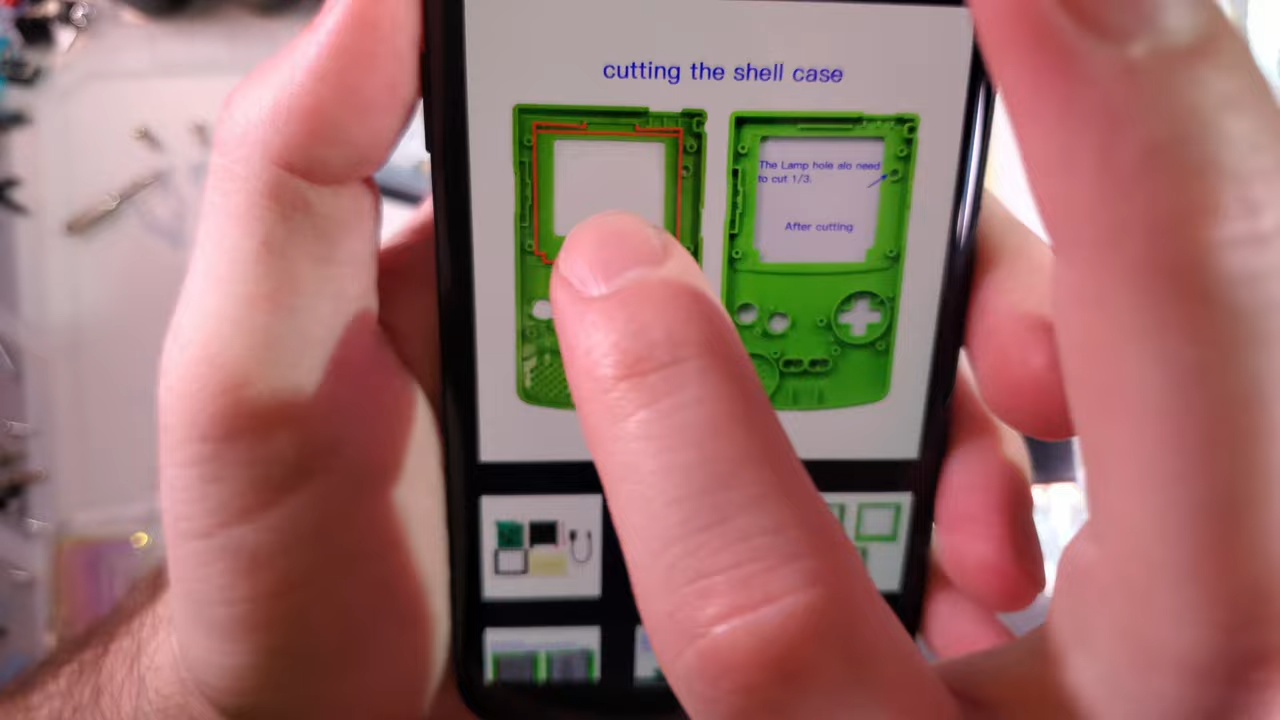 cutting the shell case
The Lamp hole alo need
to cut 1/3.
After cutting